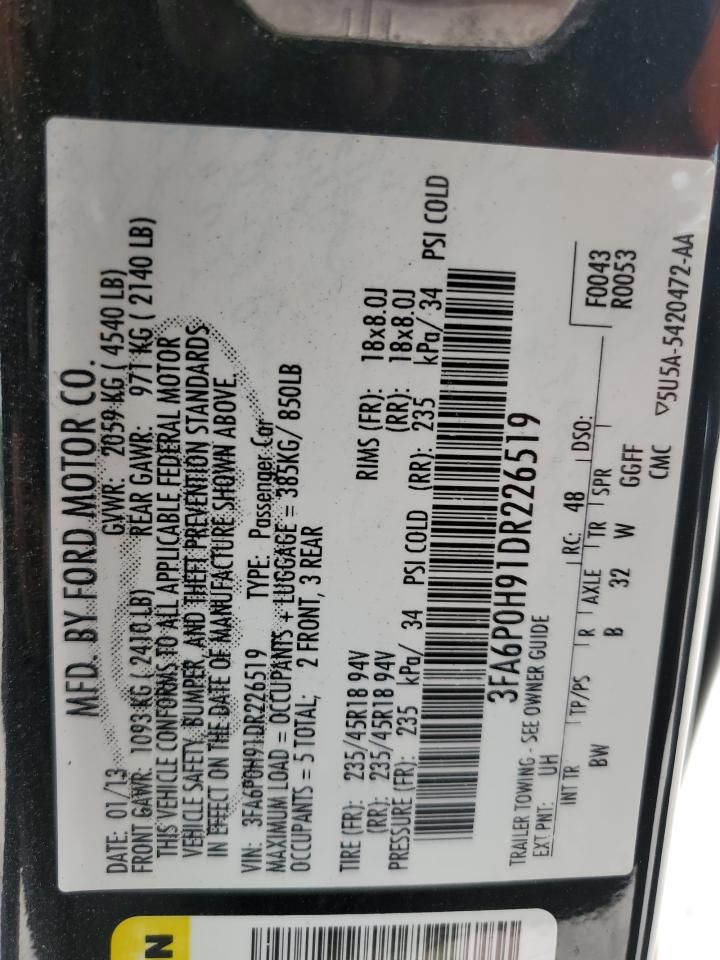 MFD. BY FORD MOTOR CO.
DATE: 01/13 GVWR: 2059 KG ( 4540 LB)
FRONT GAWR: 1093 KG ( 2410 LB) REAR GAWR: 971 KG ( 2140 LB)
THIS VEHICLE CONFORMS TO ALL APPLICABLE FEDERAL MOTOR
VEHICLE SAFETY, BUMPER, AND THEFT PREVENTION STANDARDS
IN EFFECT ON THE DATE OF MANUFACTURE SHOWN ABOVE.
VIN: 3FA6P0H91DR226519 TYPE: Passenger Car
MAXIMUM LOAD = OCCUPANTS + LUGGAGE = 385KG/ 850LB
OCCUPANTS = 5 TOTAL; 2 FRONT, 3 REAR
TIRE (FR): 235/45R18 94V RIMS (FR): 18x8.0J
(RR): 235/45R18 94V (RR): 18x8.0J
PRESSURE (FR): 235 kPa/ 34 PSI COLD (RR): 235 kPa/ 34 PSI COLD
3FA6P0H91DR226519
TRAILER TOWING - SEE OWNER GUIDE
EXT PNT: UH RC: 48 DSO:
INT TR TP/PS R AXLE TR SPR
BW B 32 W GGFF
F0043
R0053
CMC ▽5U5A-5420472-AA
N